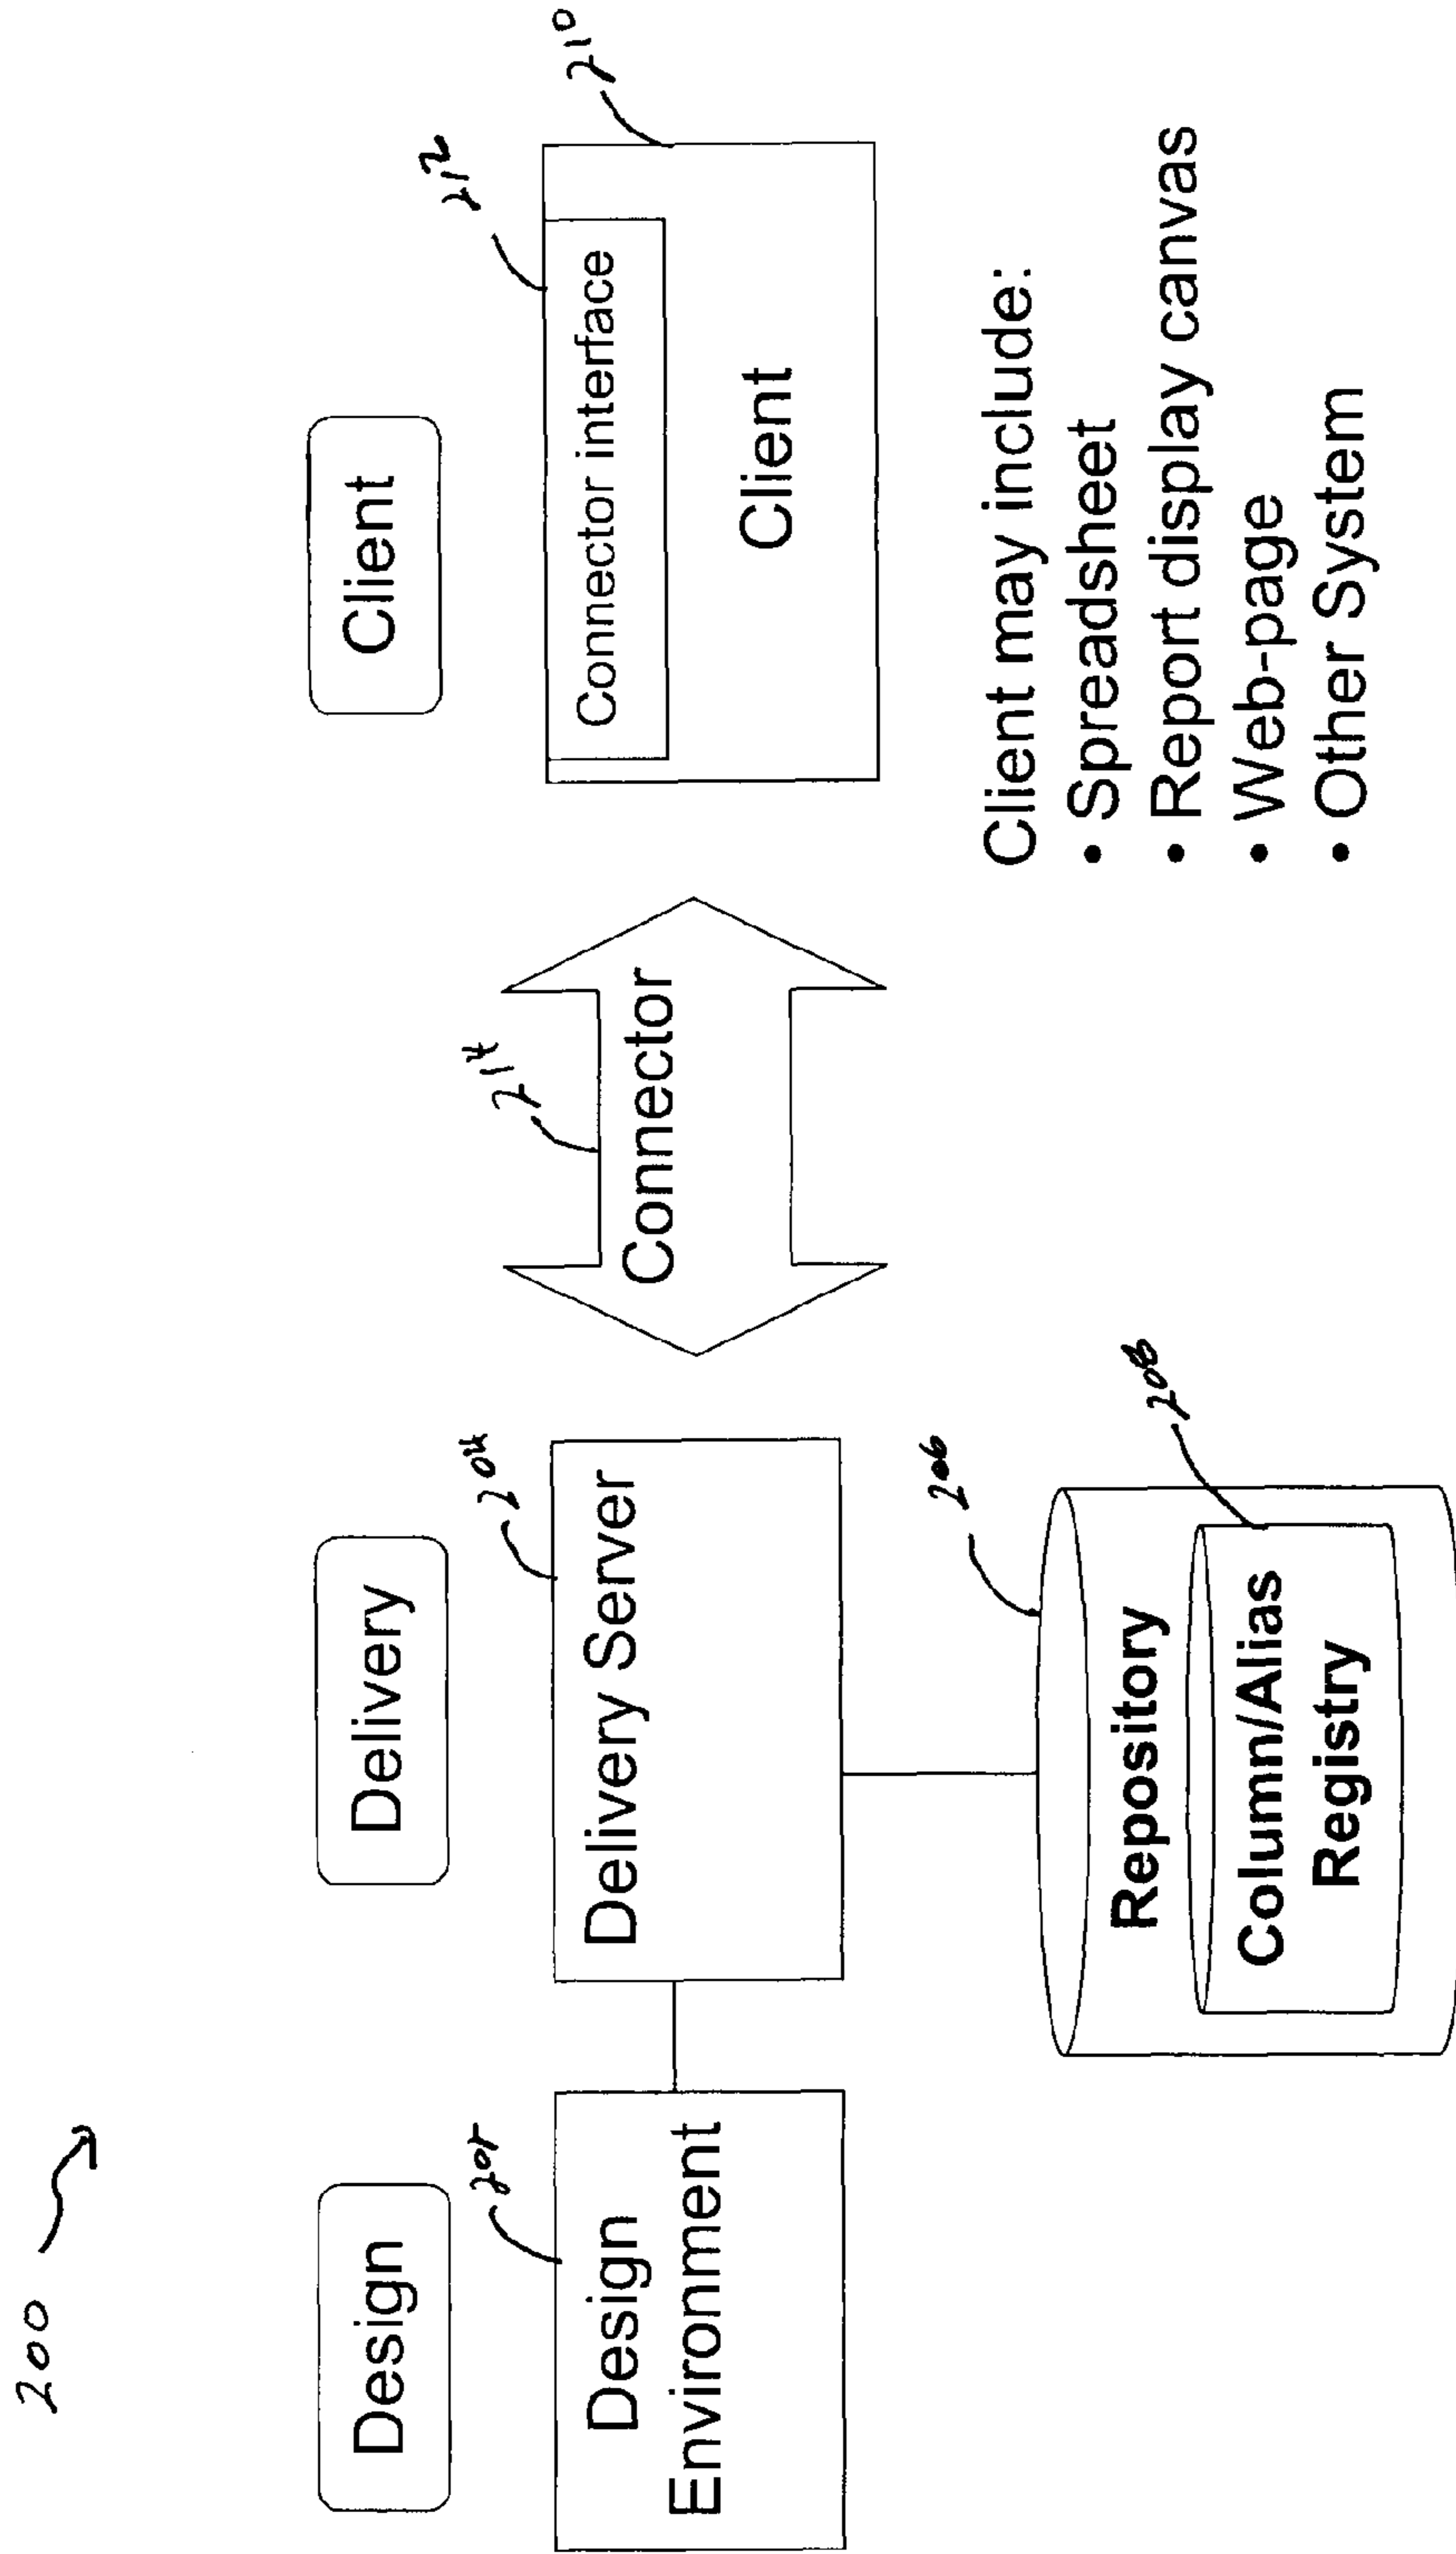 200
Design
Delivery
Client
202
Design
Environment
204
Delivery Server
214
Connector
212
Connector interface
210
Client
206
Repository
208
Column/Alias
Registry
Client may include:
• Spreadsheet
• Report display canvas
• Web-page
• Other System